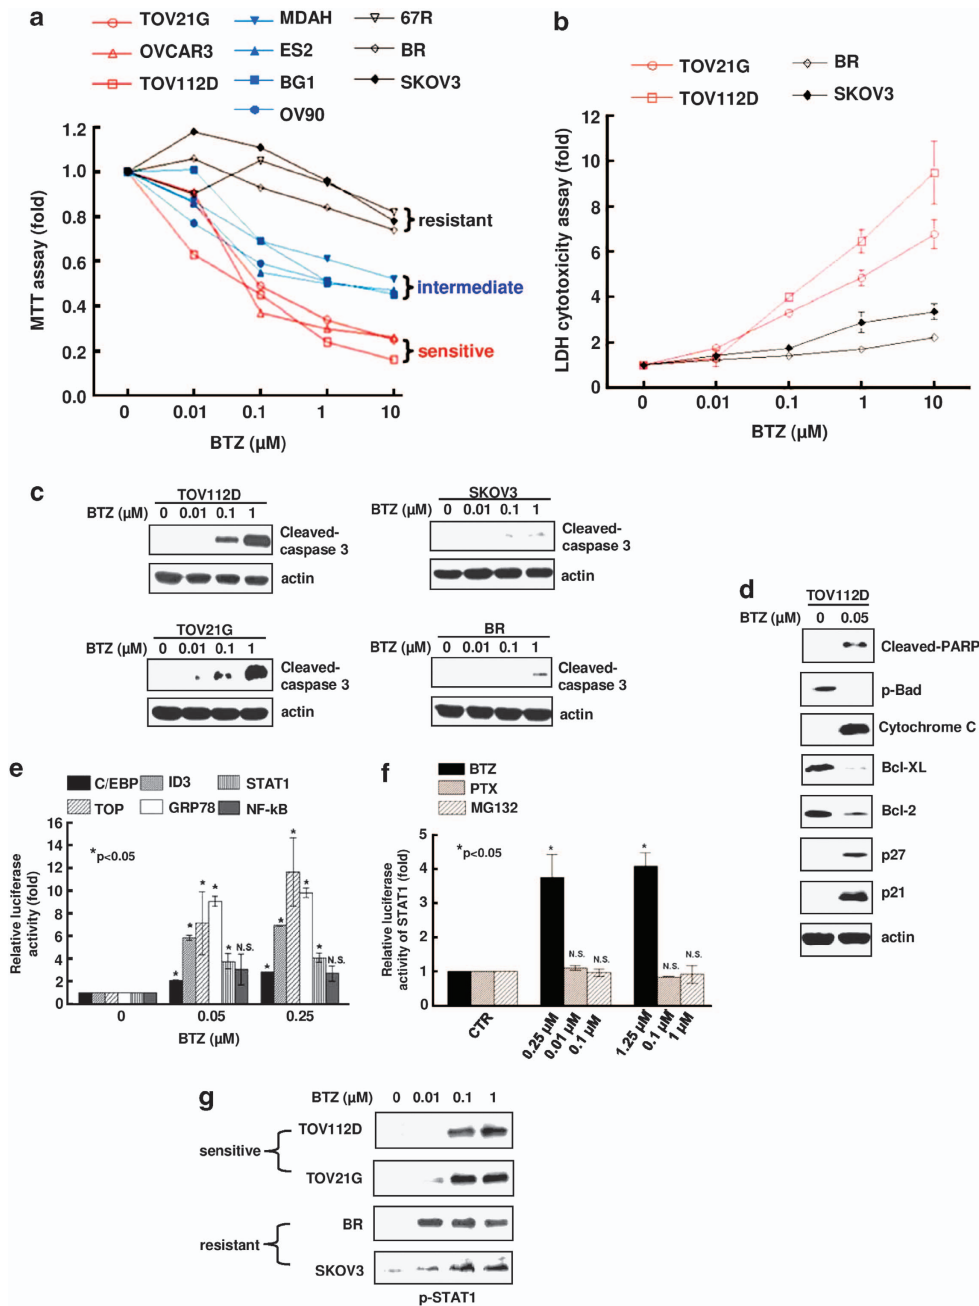 a
TOV21G
OVCAR3
TOV112D
MDAH
ES2
BG1
OV90
67R
BR
SKOV3
MTT assay (fold)
1.2
1.0
0.8
0.6
0.4
0.2
0.0
resistant
intermediate
sensitive
0 0.01 0.1 1 10
BTZ (µM)
b
TOV21G
TOV112D
BR
SKOV3
LDH cytotoxicity assay (fold)
12
10
8
6
4
2
0
0 0.01 0.1 1 10
BTZ (µM)
c
TOV112D
BTZ (µM) 0 0.01 0.1 1
Cleaved-
caspase 3
actin
SKOV3
BTZ (µM) 0 0.01 0.1 1
Cleaved-
caspase 3
actin
TOV21G
BTZ (µM) 0 0.01 0.1 1
Cleaved-
caspase 3
actin
BR
BTZ (µM) 0 0.01 0.1 1
Cleaved-
caspase 3
actin
d
TOV112D
BTZ (µM) 0 0.05
Cleaved-PARP
p-Bad
Cytochrome C
Bcl-XL
Bcl-2
p27
p21
actin
e
C/EBP ID3 STAT1
TOP GRP78 NF-kB
Relative luciferase
activity (fold)
16
14
12
10
8
6
4
2
0
*p<0.05
* * * * * N.S.
* * * * * N.S.
0 0.05 0.25
BTZ (µM)
f
BTZ
PTX
MG132
Relative luciferase
activity of STAT1 (fold)
5
4
3
2
1
0
*p<0.05
* N.S. N.S.
* N.S. N.S.
CTR
0.25 µM
0.01 µM
0.1 µM
1.25 µM
0.1 µM
1 µM
g
BTZ (µM) 0 0.01 0.1 1
sensitive
TOV112D
TOV21G
resistant
BR
SKOV3
p-STAT1